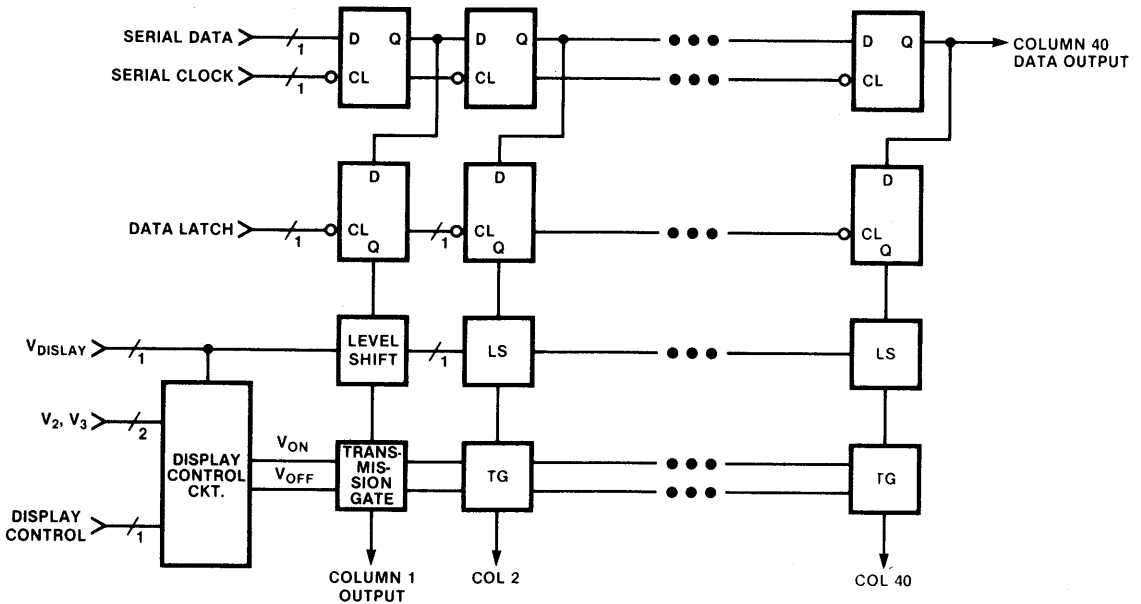 SERIAL DATA
1
D Q
D Q
D Q
COLUMN 40
DATA OUTPUT
SERIAL CLOCK
1
CL
CL
CL
D
D
D
DATA LATCH
1
CL
1
CL
CL
Q
Q
Q
VDISLAY
1
LEVEL
SHIFT
1
LS
LS
V2, V3
2
DISPLAY
CONTROL
CKT.
VON
VOFF
TRANS-
MIS-
SION
GATE
TG
TG
DISPLAY
CONTROL
1
COLUMN 1
OUTPUT
COL 2
COL 40